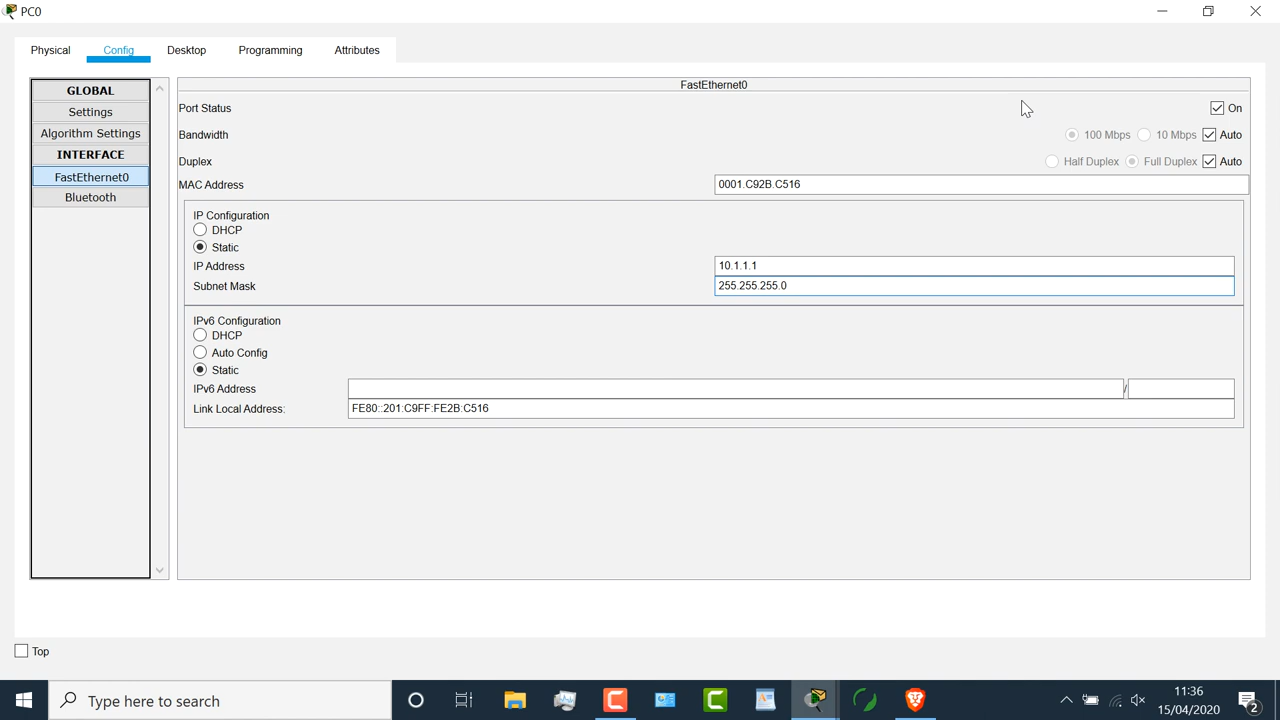 PC0
Physical Config Desktop Programming Attributes
GLOBAL
Settings
Algorithm Settings
INTERFACE
FastEthernet0
Bluetooth
FastEthernet0
Port Status On
Bandwidth 100 Mbps 10 Mbps Auto
Duplex Half Duplex Full Duplex Auto
MAC Address 0001.C92B.C516
IP Configuration
DHCP
Static
IP Address 10.1.1.1
Subnet Mask 255.255.255.0
IPv6 Configuration
DHCP
Auto Config
Static
IPv6 Address /
Link Local Address: FE80::201:C9FF:FE2B:C516
Top
Type here to search
11:36
15/04/2020
2